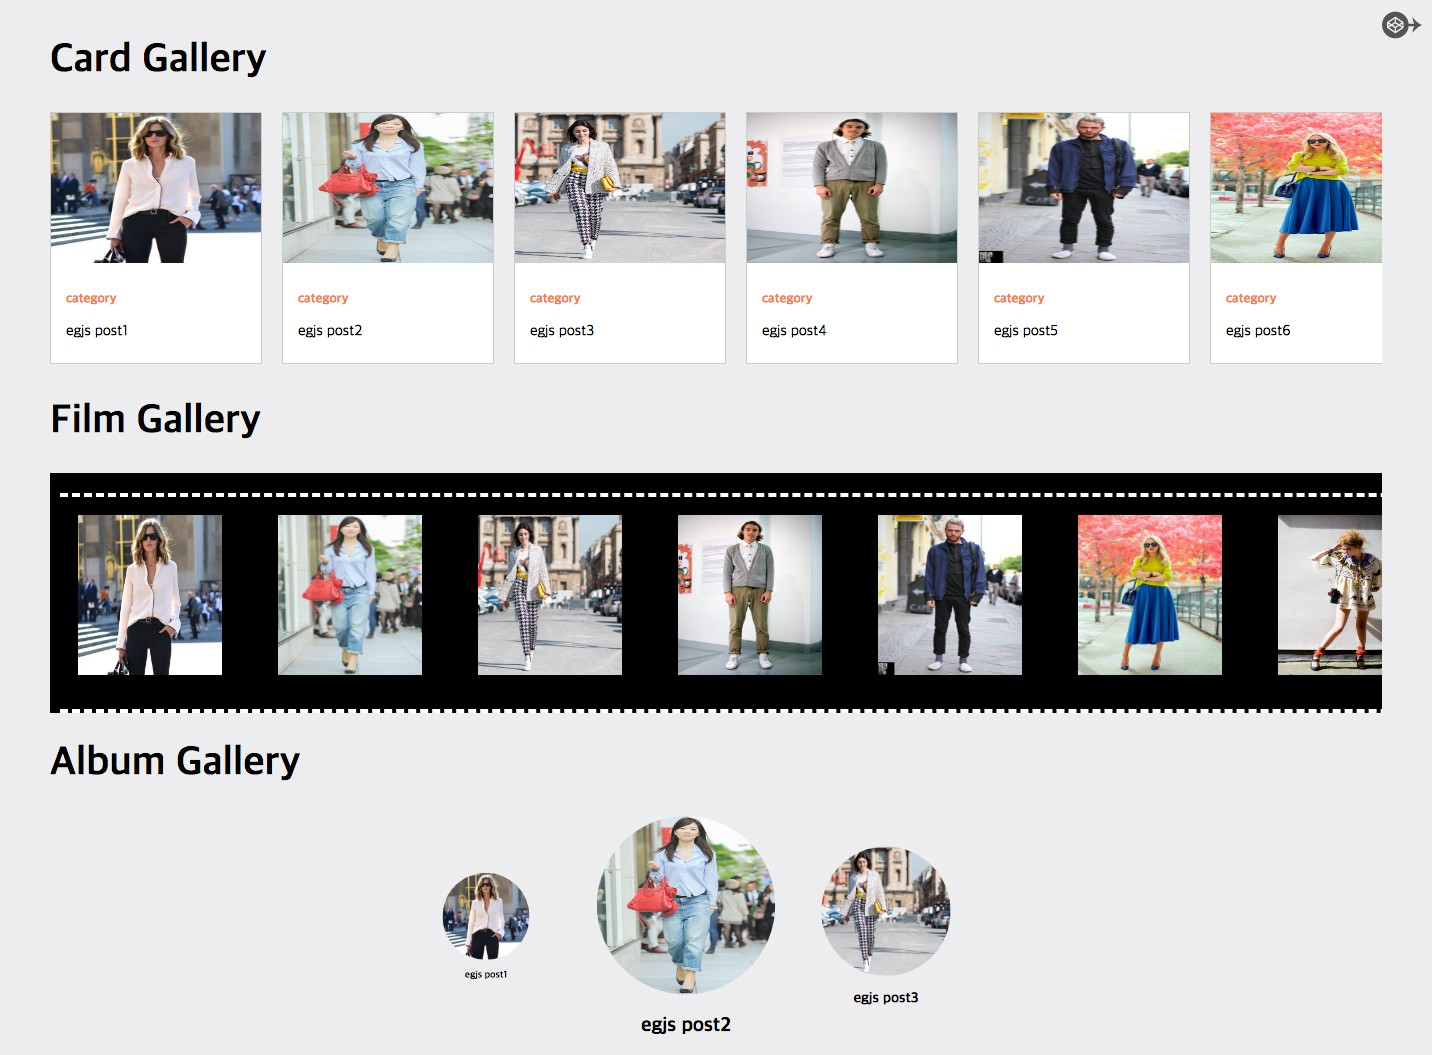 Card Gallery
category
egjs post1
category
egjs post2
category
egjs post3
category
egjs post4
category
egjs post5
category
egjs post6
Film Gallery
Album Gallery
egjs post1
egjs post2
egjs post3